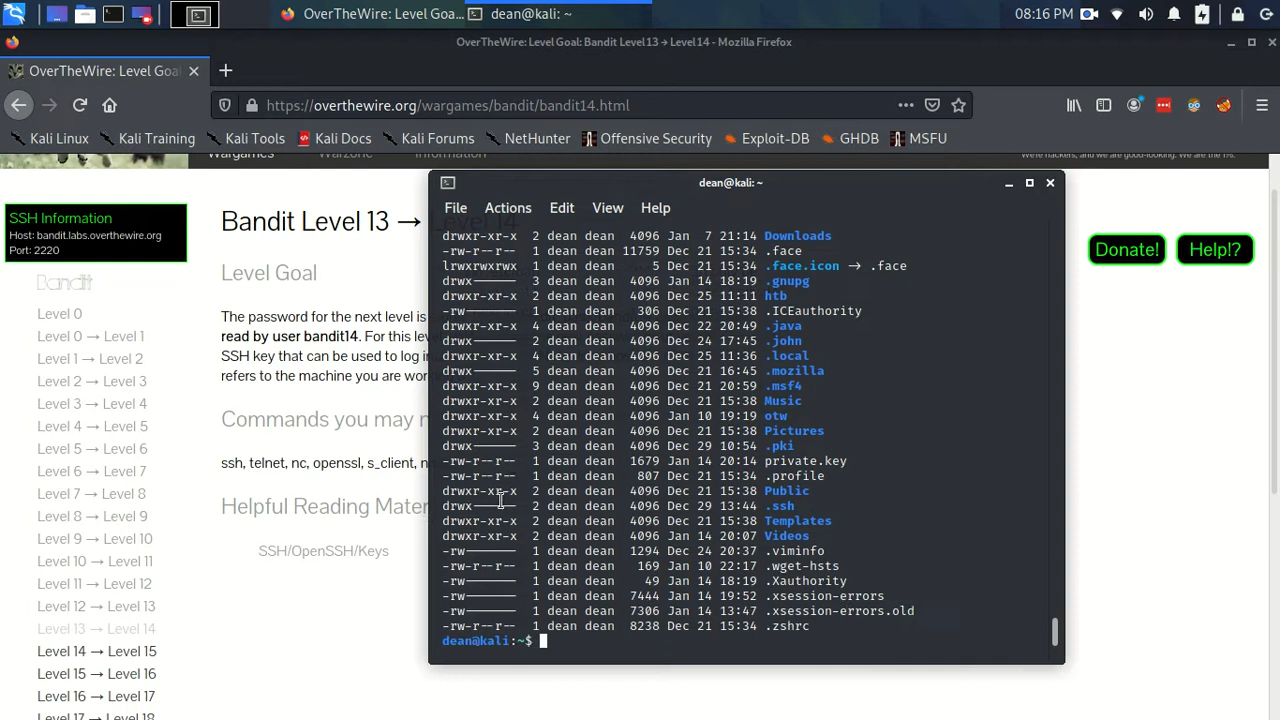 OverTheWire: Level Goa...
dean@kali: ~
08:16 PM
OverTheWire: Level Goal: Bandit Level 13 → Level 14 - Mozilla Firefox
OverTheWire: Level Goal
https://overthewire.org/wargames/bandit/bandit14.html
Kali Linux
Kali Training
Kali Tools
Kali Docs
Kali Forums
NetHunter
Offensive Security
Exploit-DB
GHDB
MSFU
Wargames
Warzone
Information
We're hackers, and we are good-looking. We are the 1%.
SSH Information
Host: bandit.labs.overthewire.org
Port: 2220
Donate!
Help!?
Bandit
Level 0
Level 0 → Level 1
Level 1 → Level 2
Level 2 → Level 3
Level 3 → Level 4
Level 4 → Level 5
Level 5 → Level 6
Level 6 → Level 7
Level 7 → Level 8
Level 8 → Level 9
Level 9 → Level 10
Level 10 → Level 11
Level 11 → Level 12
Level 12 → Level 13
Level 13 → Level 14
Level 14 → Level 15
Level 15 → Level 16
Level 16 → Level 17
Level 17 → Level 18
Bandit Level 13 → Level 14
Level Goal
The password for the next level is
read by user bandit14. For this lev
SSH key that can be used to log in
refers to the machine you are wor
Commands you may n
ssh, telnet, nc, openssl, s_client, n
Helpful Reading Mater
SSH/OpenSSH/Keys
dean@kali: ~
File Actions Edit View Help
drwxr-xr-x 2 dean dean 4096 Jan 7 21:14 Downloads
-rw-r--r-- 1 dean dean 11759 Dec 21 15:34 .face
lrwxrwxrwx 1 dean dean 5 Dec 21 15:34 .face.icon → .face
drwx------ 3 dean dean 4096 Jan 14 18:19 .gnupg
drwxr-xr-x 2 dean dean 4096 Dec 25 11:11 htb
-rw------- 1 dean dean 306 Dec 21 15:38 .ICEauthority
drwxr-xr-x 4 dean dean 4096 Dec 22 20:49 .java
drwx------ 2 dean dean 4096 Dec 24 17:45 .john
drwxr-xr-x 4 dean dean 4096 Dec 25 11:36 .local
drwx------ 5 dean dean 4096 Dec 21 16:45 .mozilla
drwxr-xr-x 9 dean dean 4096 Dec 21 20:59 .msf4
drwxr-xr-x 2 dean dean 4096 Dec 21 15:38 Music
drwxr-xr-x 4 dean dean 4096 Jan 10 19:19 otw
drwxr-xr-x 2 dean dean 4096 Dec 21 15:38 Pictures
drwx------ 3 dean dean 4096 Dec 29 10:54 .pki
-rw-r--r-- 1 dean dean 1679 Jan 14 20:14 private.key
-rw-r--r-- 1 dean dean 807 Dec 21 15:34 .profile
drwxr-xr-x 2 dean dean 4096 Dec 21 15:38 Public
drwx------ 2 dean dean 4096 Dec 29 13:44 .ssh
drwxr-xr-x 2 dean dean 4096 Dec 21 15:38 Templates
drwxr-xr-x 2 dean dean 4096 Jan 14 20:07 Videos
-rw------- 1 dean dean 1294 Dec 24 20:37 .viminfo
-rw-r--r-- 1 dean dean 169 Jan 10 22:17 .wget-hsts
-rw------- 1 dean dean 49 Jan 14 18:19 .Xauthority
-rw------- 1 dean dean 7444 Jan 14 19:52 .xsession-errors
-rw------- 1 dean dean 7306 Jan 14 13:47 .xsession-errors.old
-rw-r--r-- 1 dean dean 8238 Dec 21 15:34 .zshrc
dean@kali:~$